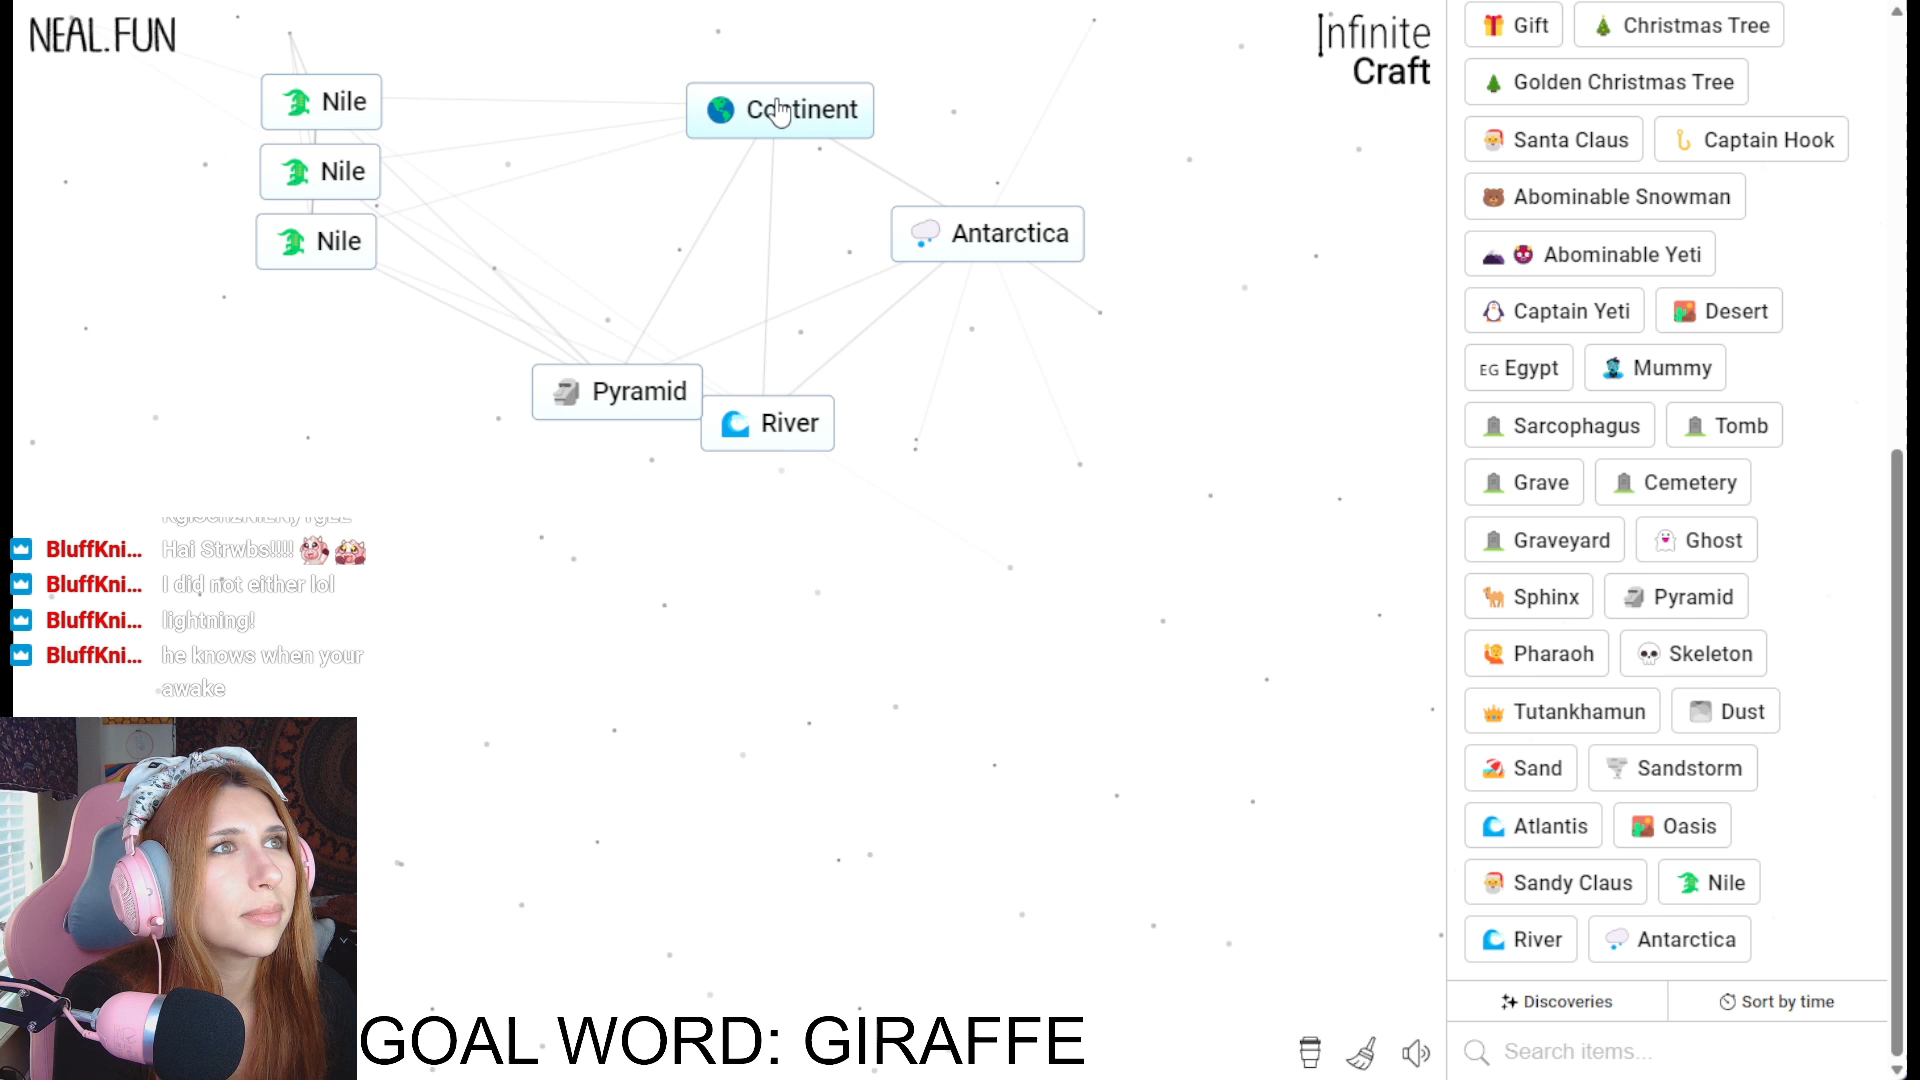 NEAL.FUN
Infinite
Craft
Nile
Continent
Nile
Antarctica
Nile
Pyramid
River
BluffKni... Hai Strwbs!!!!
BluffKni... I did not either lol
BluffKni... lightning!
BluffKni... he knows when your
awake
GOAL WORD: GIRAFFE
Gift Christmas Tree
Golden Christmas Tree
Santa Claus Captain Hook
Abominable Snowman
Abominable Yeti
Captain Yeti Desert
EG Egypt Mummy
Sarcophagus Tomb
Grave Cemetery
Graveyard Ghost
Sphinx Pyramid
Pharaoh Skeleton
Tutankhamun Dust
Sand Sandstorm
Atlantis Oasis
Sandy Claus Nile
River Antarctica
Discoveries Sort by time
Search items...